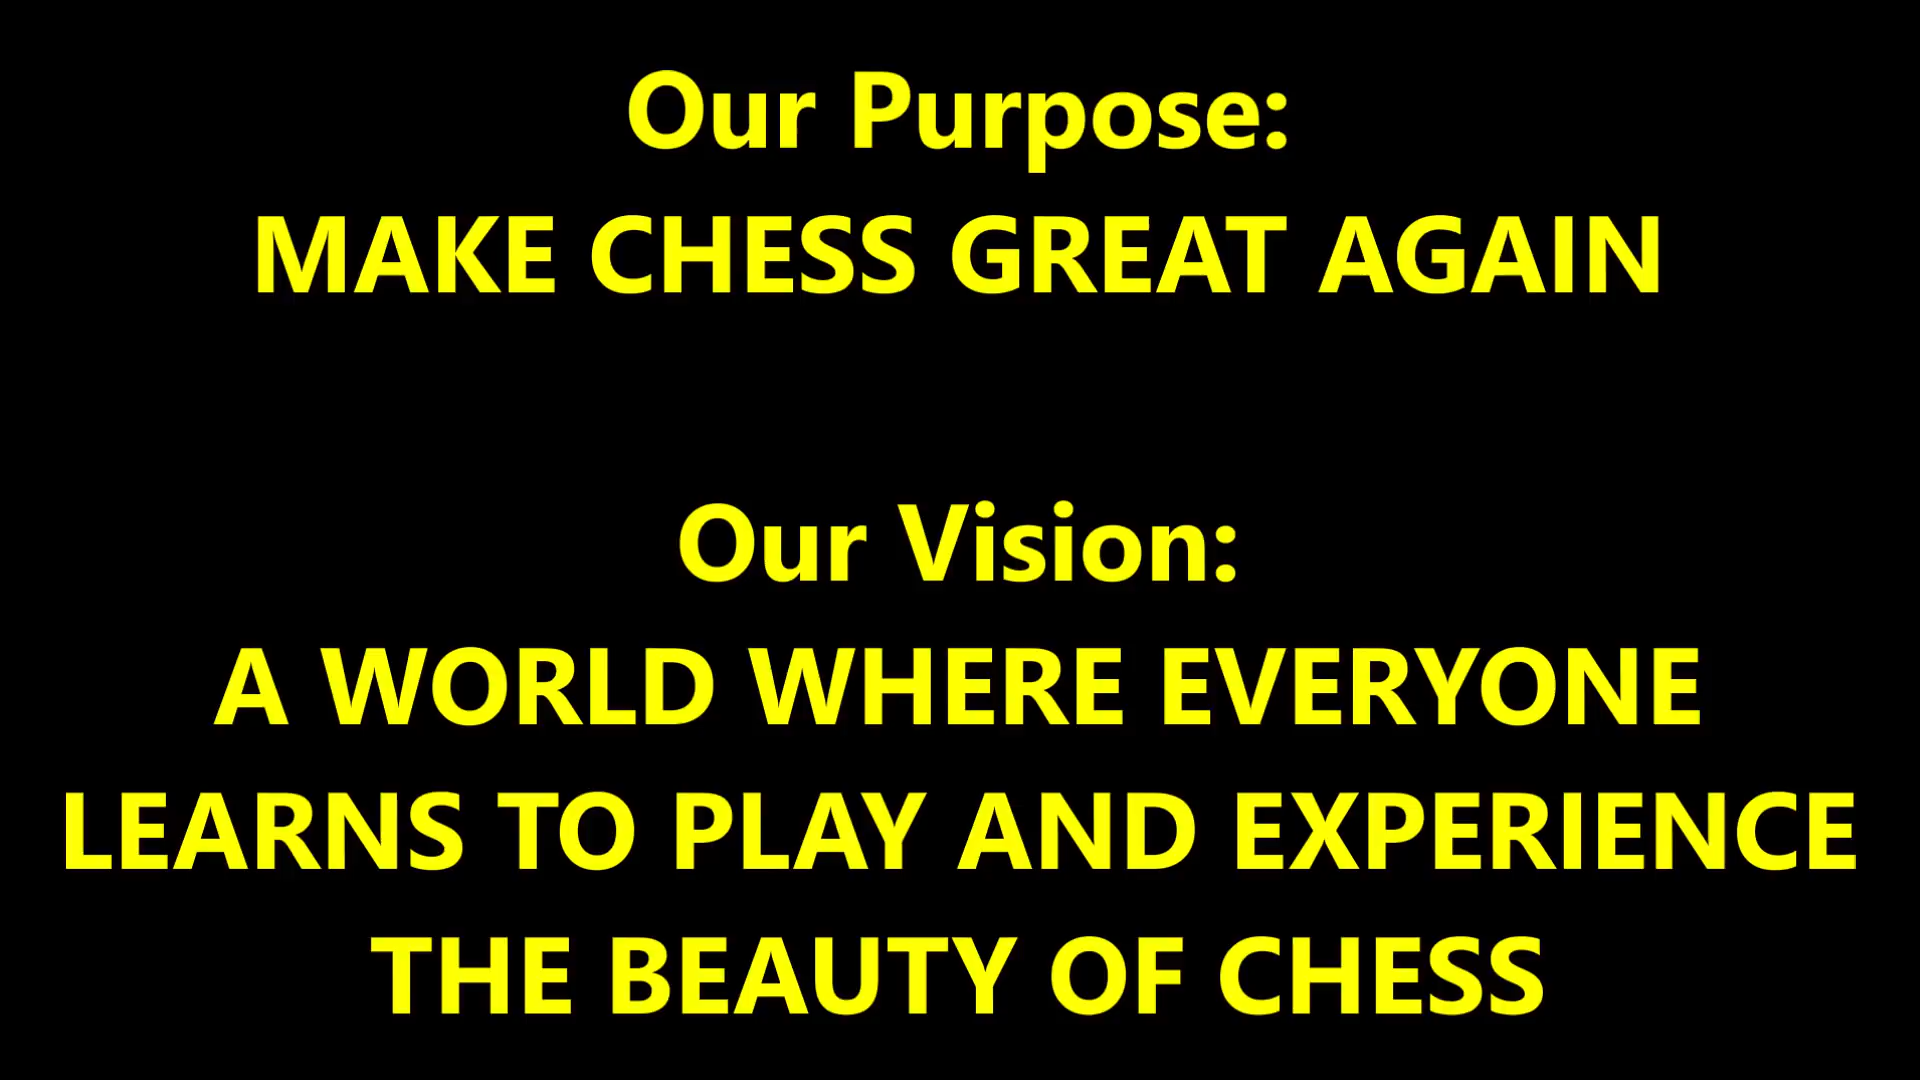 Our Purpose:
MAKE CHESS GREAT AGAIN
Our Vision:
A WORLD WHERE EVERYONE
LEARNS TO PLAY AND EXPERIENCE
THE BEAUTY OF CHESS